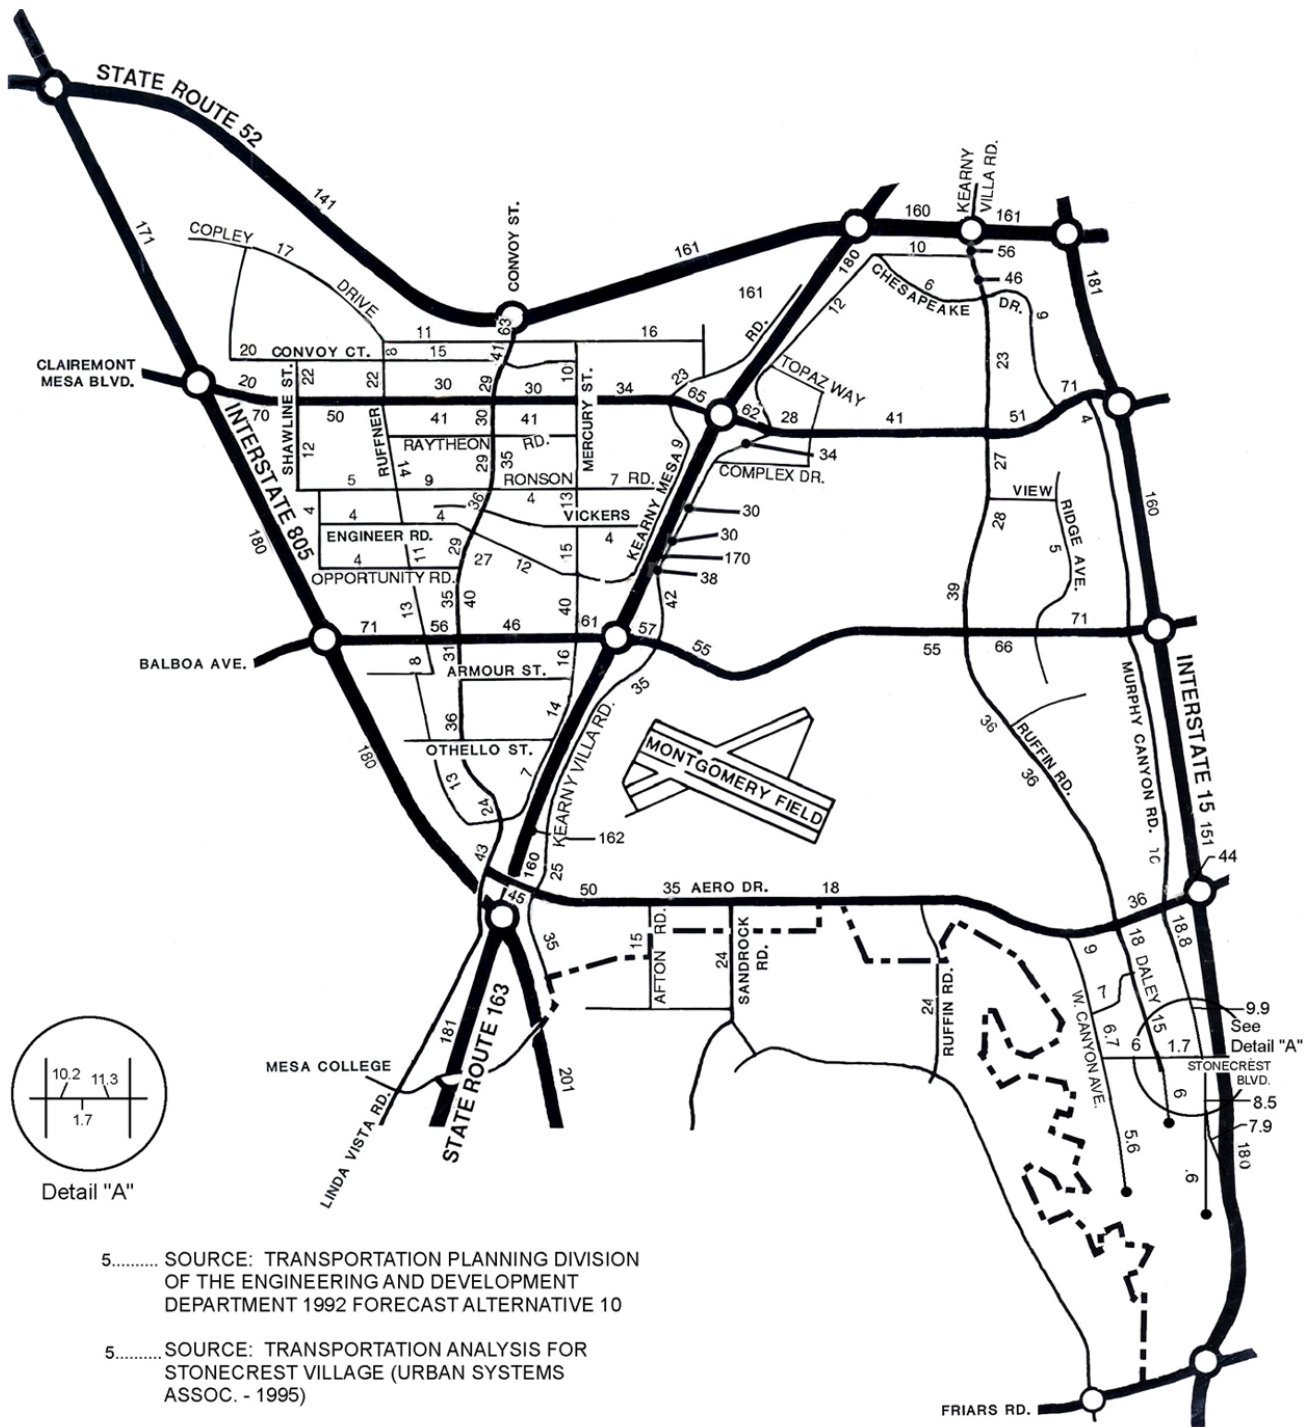 STATE ROUTE 52
141
171
COPLEY
17
DRIVE
CONVOY ST.
63
161
160
KEARNY
VILLA RD.
161
56
46
10
180
CHESAPEAKE
6
DR.
9
12
181
161
RD.
23
11
16
20
CONVOY CT.
8
15
41
CLAIREMONT
MESA BLVD.
20
22
22
30
29
30
10
34
23
65
62
28
TOPAZ WAY
41
51
71
4
70
50
41
30
41
SHAWLINE ST.
RUFFNER
MERCURY ST.
12
RAYTHEON
RD.
14
29
35
KEARNY MESA 9
34
COMPLEX DR.
27
INTERSTATE 805
5
9
RONSON
7
RD.
4
13
36
4
4
4
VICKERS
4
30
30
170
38
VIEW
28
RIDGE AVE.
5
160
ENGINEER RD.
29
27
12
15
11
4
OPPORTUNITY RD.
180
13
35
40
40
42
39
71
56
46
61
57
55
55
66
71
BALBOA AVE.
8
31
ARMOUR ST.
16
35
36
14
180
OTHELLO ST.
13
24
7
KEARNY VILLA RD.
MONTGOMERY FIELD
36
RUFFIN RD.
36
MURPHY CANYON RD.
10
INTERSTATE 15
151
44
162
43
160
25
45
50
35
AERO DR.
18
36
35
15
AFTON RD.
24
SANDROCK
RD.
24
RUFFIN RD.
9
18
18.8
DALEY
7
W. CANYON AVE.
6.7
15
6
1.7
9.9
See
Detail "A"
STONECREST
BLVD.
6
8.5
7.9
5.6
.6
180
181
STATE ROUTE 163
201
MESA COLLEGE
LINDA VISTA RD.
10.2
11.3
1.7
Detail "A"
5.......... SOURCE: TRANSPORTATION PLANNING DIVISION
OF THE ENGINEERING AND DEVELOPMENT
DEPARTMENT 1992 FORECAST ALTERNATIVE 10
5.......... SOURCE: TRANSPORTATION ANALYSIS FOR
STONECREST VILLAGE (URBAN SYSTEMS
ASSOC. - 1995)
FRIARS RD.